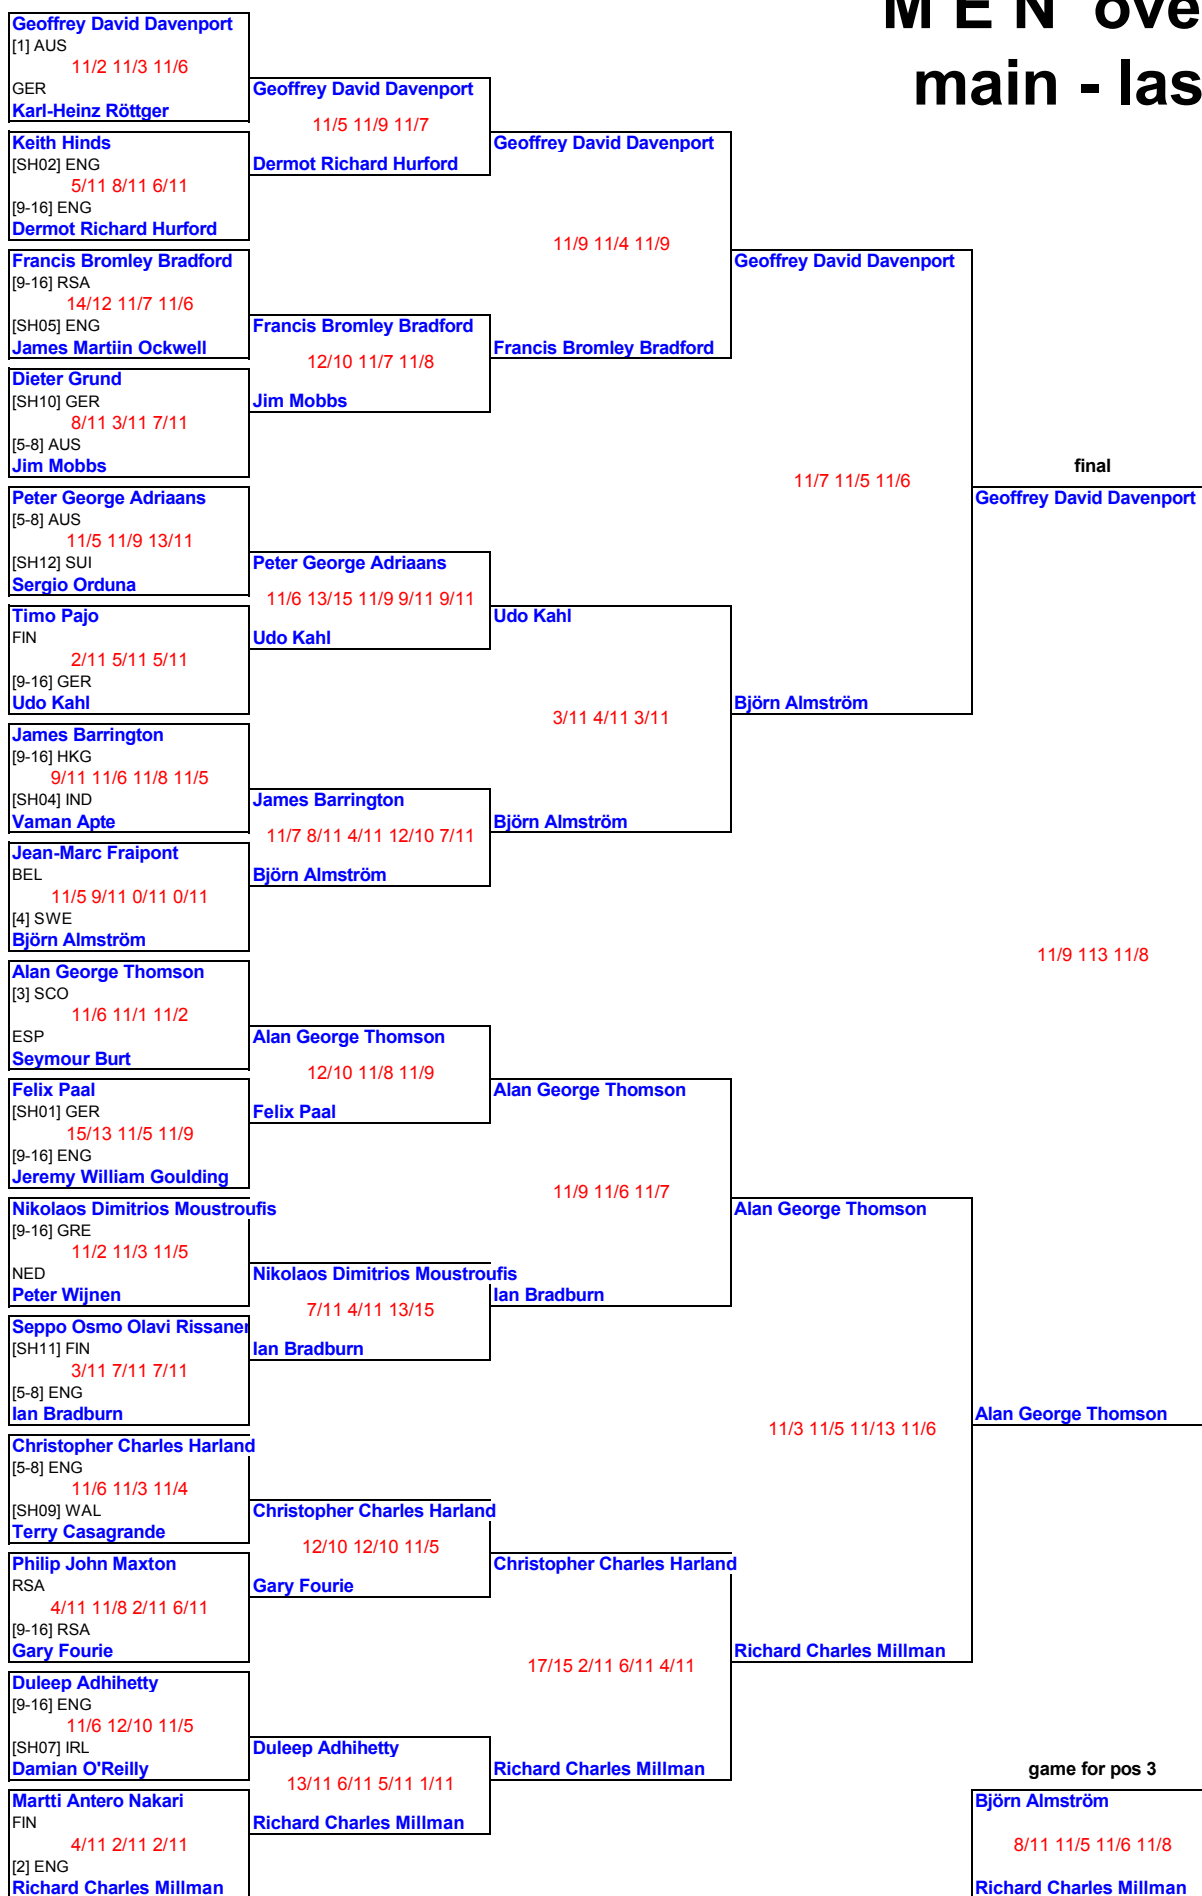 M E N  ove
main - las
Geoffrey David Davenport
[1] AUS
11/2 11/3 11/6
GER
Karl-Heinz Röttger
Keith Hinds
[SH02] ENG
5/11 8/11 6/11
[9-16] ENG
Dermot Richard Hurford
Francis Bromley Bradford
[9-16] RSA
14/12 11/7 11/6
[SH05] ENG
James Martiin Ockwell
Dieter Grund
[SH10] GER
8/11 3/11 7/11
[5-8] AUS
Jim Mobbs
Peter George Adriaans
[5-8] AUS
11/5 11/9 13/11
[SH12] SUI
Sergio Orduna
Timo Pajo
FIN
2/11 5/11 5/11
[9-16] GER
Udo Kahl
James Barrington
[9-16] HKG
9/11 11/6 11/8 11/5
[SH04] IND
Vaman Apte
Jean-Marc Fraipont
BEL
11/5 9/11 0/11 0/11
[4] SWE
Björn Almström
Alan George Thomson
[3] SCO
11/6 11/1 11/2
ESP
Seymour Burt
Felix Paal
[SH01] GER
15/13 11/5 11/9
[9-16] ENG
Jeremy William Goulding
Nikolaos Dimitrios Moustroufis
[9-16] GRE
11/2 11/3 11/5
NED
Peter Wijnen
Seppo Osmo Olavi Rissanen
[SH11] FIN
3/11 7/11 7/11
[5-8] ENG
Ian Bradburn
Christopher Charles Harland
[5-8] ENG
11/6 11/3 11/4
[SH09] WAL
Terry Casagrande
Philip John Maxton
RSA
4/11 11/8 2/11 6/11
[9-16] RSA
Gary Fourie
Duleep Adhihetty
[9-16] ENG
11/6 12/10 11/5
[SH07] IRL
Damian O'Reilly
Martti Antero Nakari
FIN
4/11 2/11 2/11
[2] ENG
Richard Charles Millman
Geoffrey David Davenport
11/5 11/9 11/7
Dermot Richard Hurford
Francis Bromley Bradford
12/10 11/7 11/8
Jim Mobbs
Peter George Adriaans
11/6 13/15 11/9 9/11 9/11
Udo Kahl
James Barrington
11/7 8/11 4/11 12/10 7/11
Björn Almström
Alan George Thomson
12/10 11/8 11/9
Felix Paal
Nikolaos Dimitrios Moustroufis
7/11 4/11 13/15
Ian Bradburn
Christopher Charles Harland
12/10 12/10 11/5
Gary Fourie
Duleep Adhihetty
13/11 6/11 5/11 1/11
Richard Charles Millman
Geoffrey David Davenport
11/9 11/4 11/9
Francis Bromley Bradford
Udo Kahl
3/11 4/11 3/11
Björn Almström
Alan George Thomson
11/9 11/6 11/7
Ian Bradburn
Christopher Charles Harland
17/15 2/11 6/11 4/11
Richard Charles Millman
Geoffrey David Davenport
11/7 11/5 11/6
Björn Almström
Alan George Thomson
11/3 11/5 11/13 11/6
Richard Charles Millman
final
Geoffrey David Davenport
11/9 113 11/8
Alan George Thomson
game for pos 3
Björn Almström
8/11 11/5 11/6 11/8
Richard Charles Millman